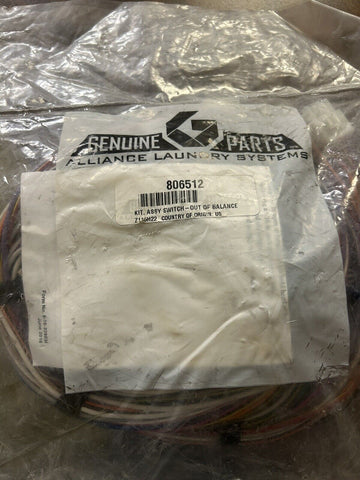 GENUINE G PARTS
ALLIANCE LAUNDRY SYSTEMS
806512
KIT, ASSY SWITCH-OUT OF BALANCE
COUNTRY OF ORIGIN: US